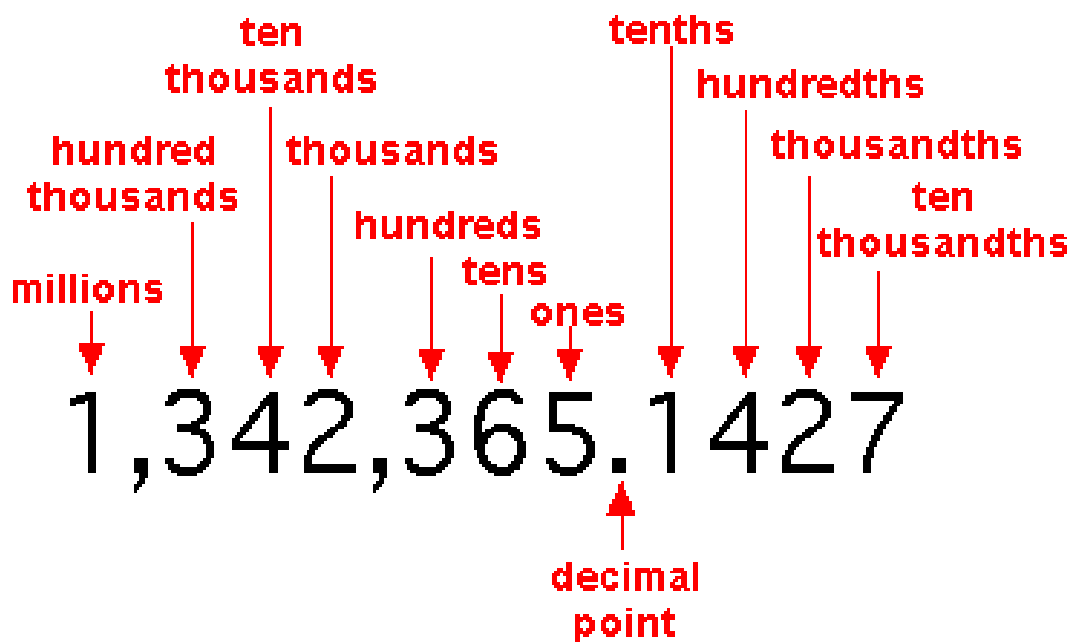 ten
thousands
tenths
hundredths
hundred
thousands
thousands
thousandths
ten
thousandths
hundreds
tens
millions
ones
1,342,365.1427
decimal
point